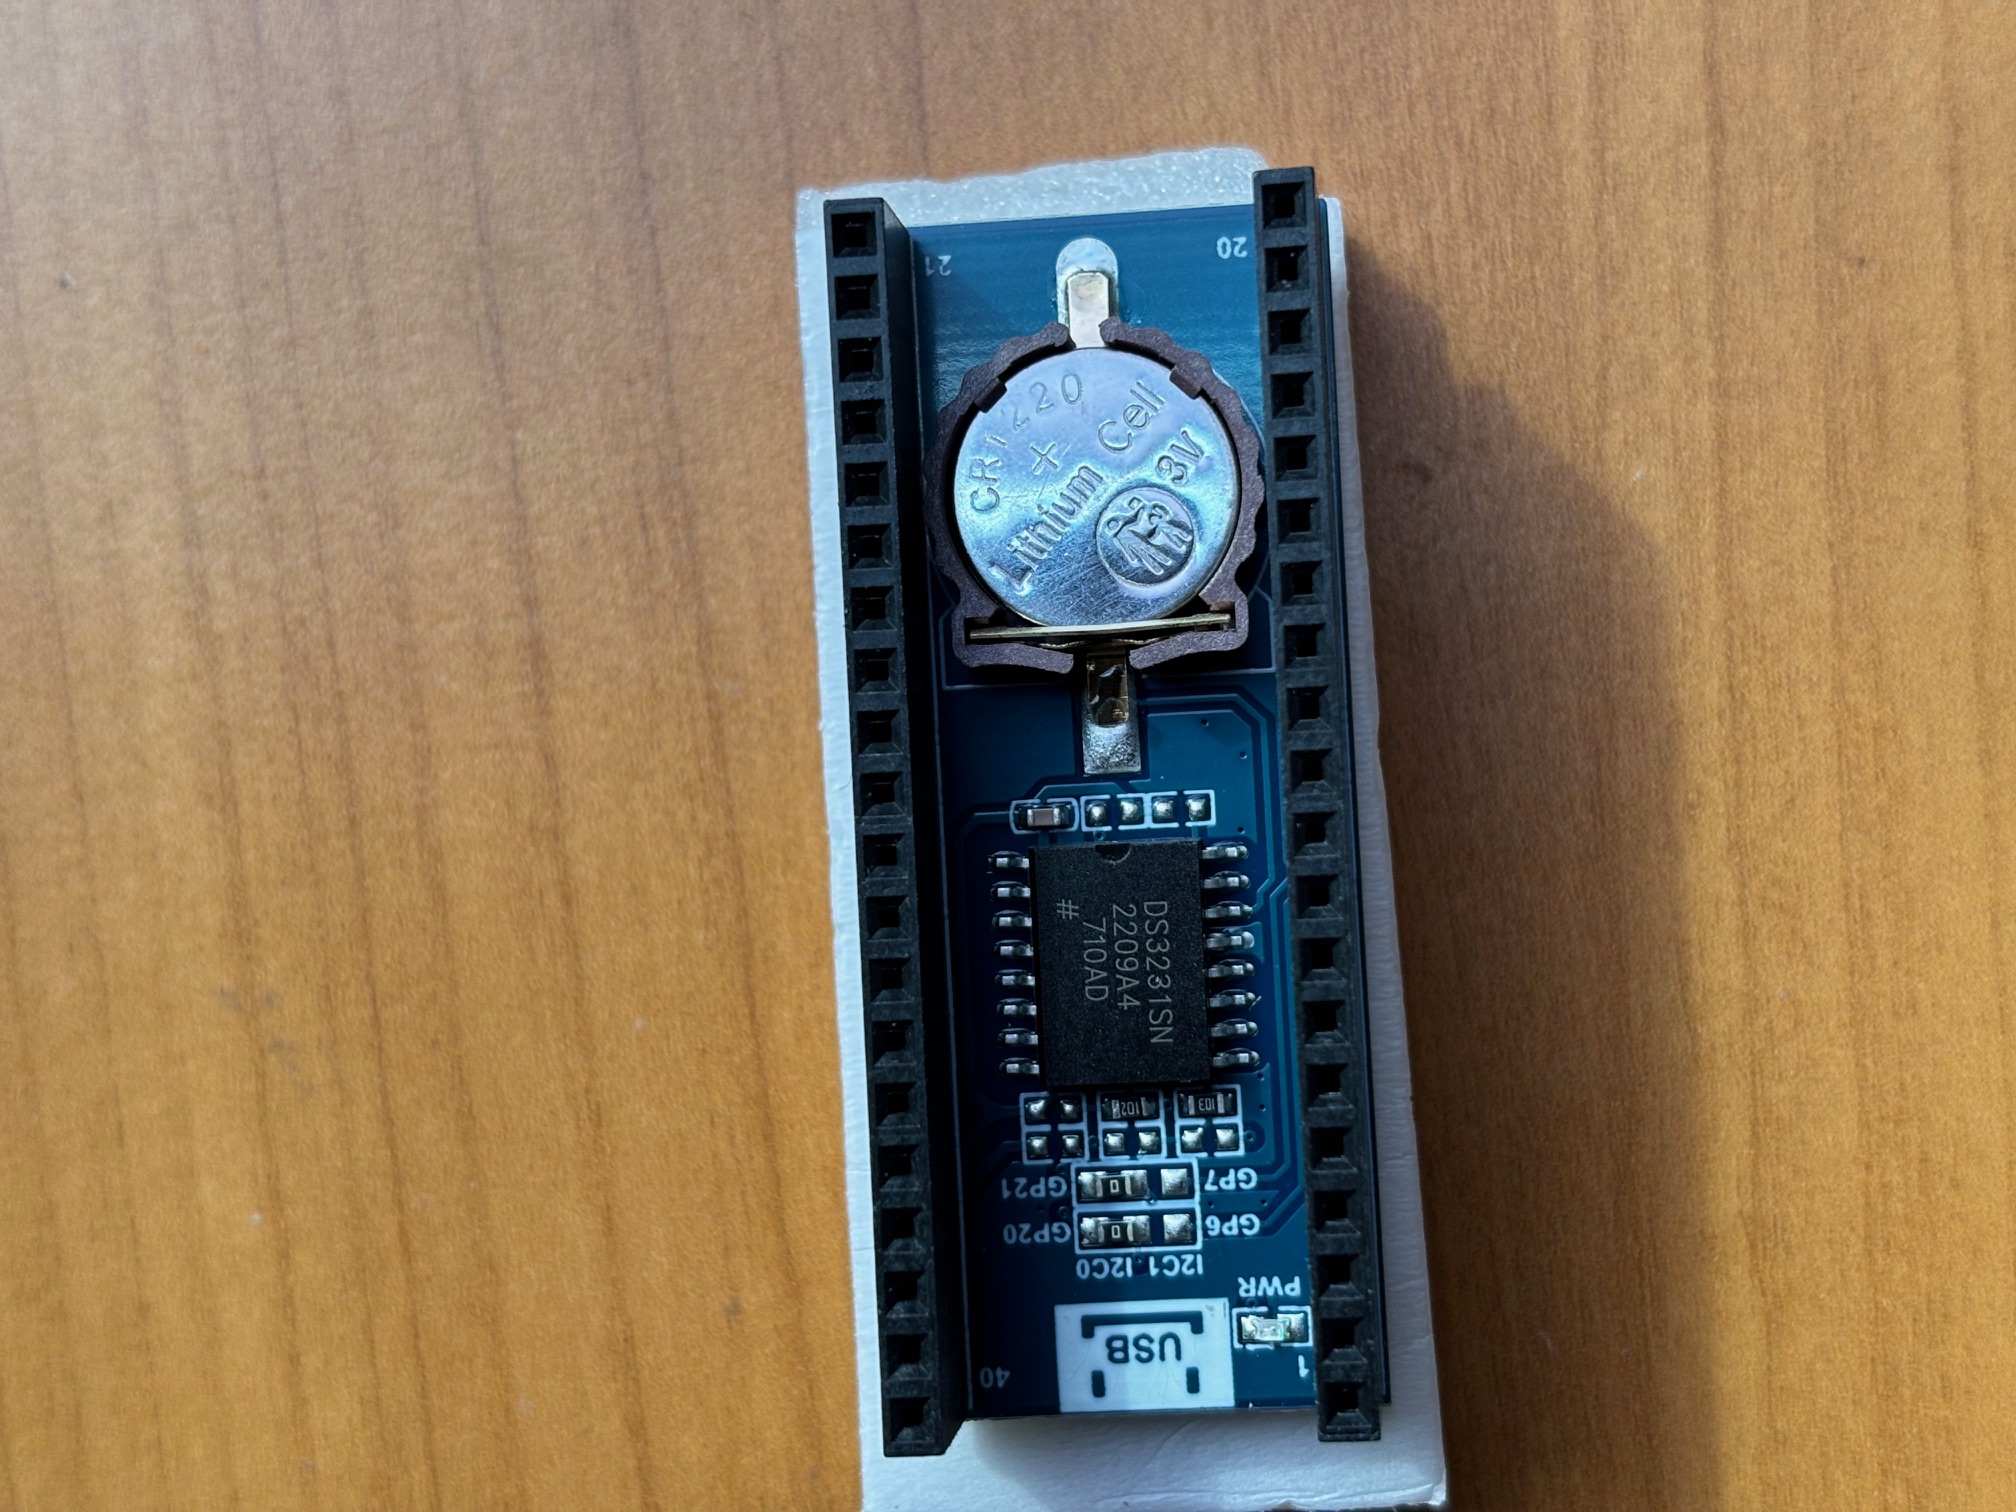 40
21
USB
I2C1
I2C0
GP20
GP21
GP6
GP7
PWR
1
20
102
103
DS3231SN
2209A4
710AD
#
CR1220
+
Lithium Cell
3V